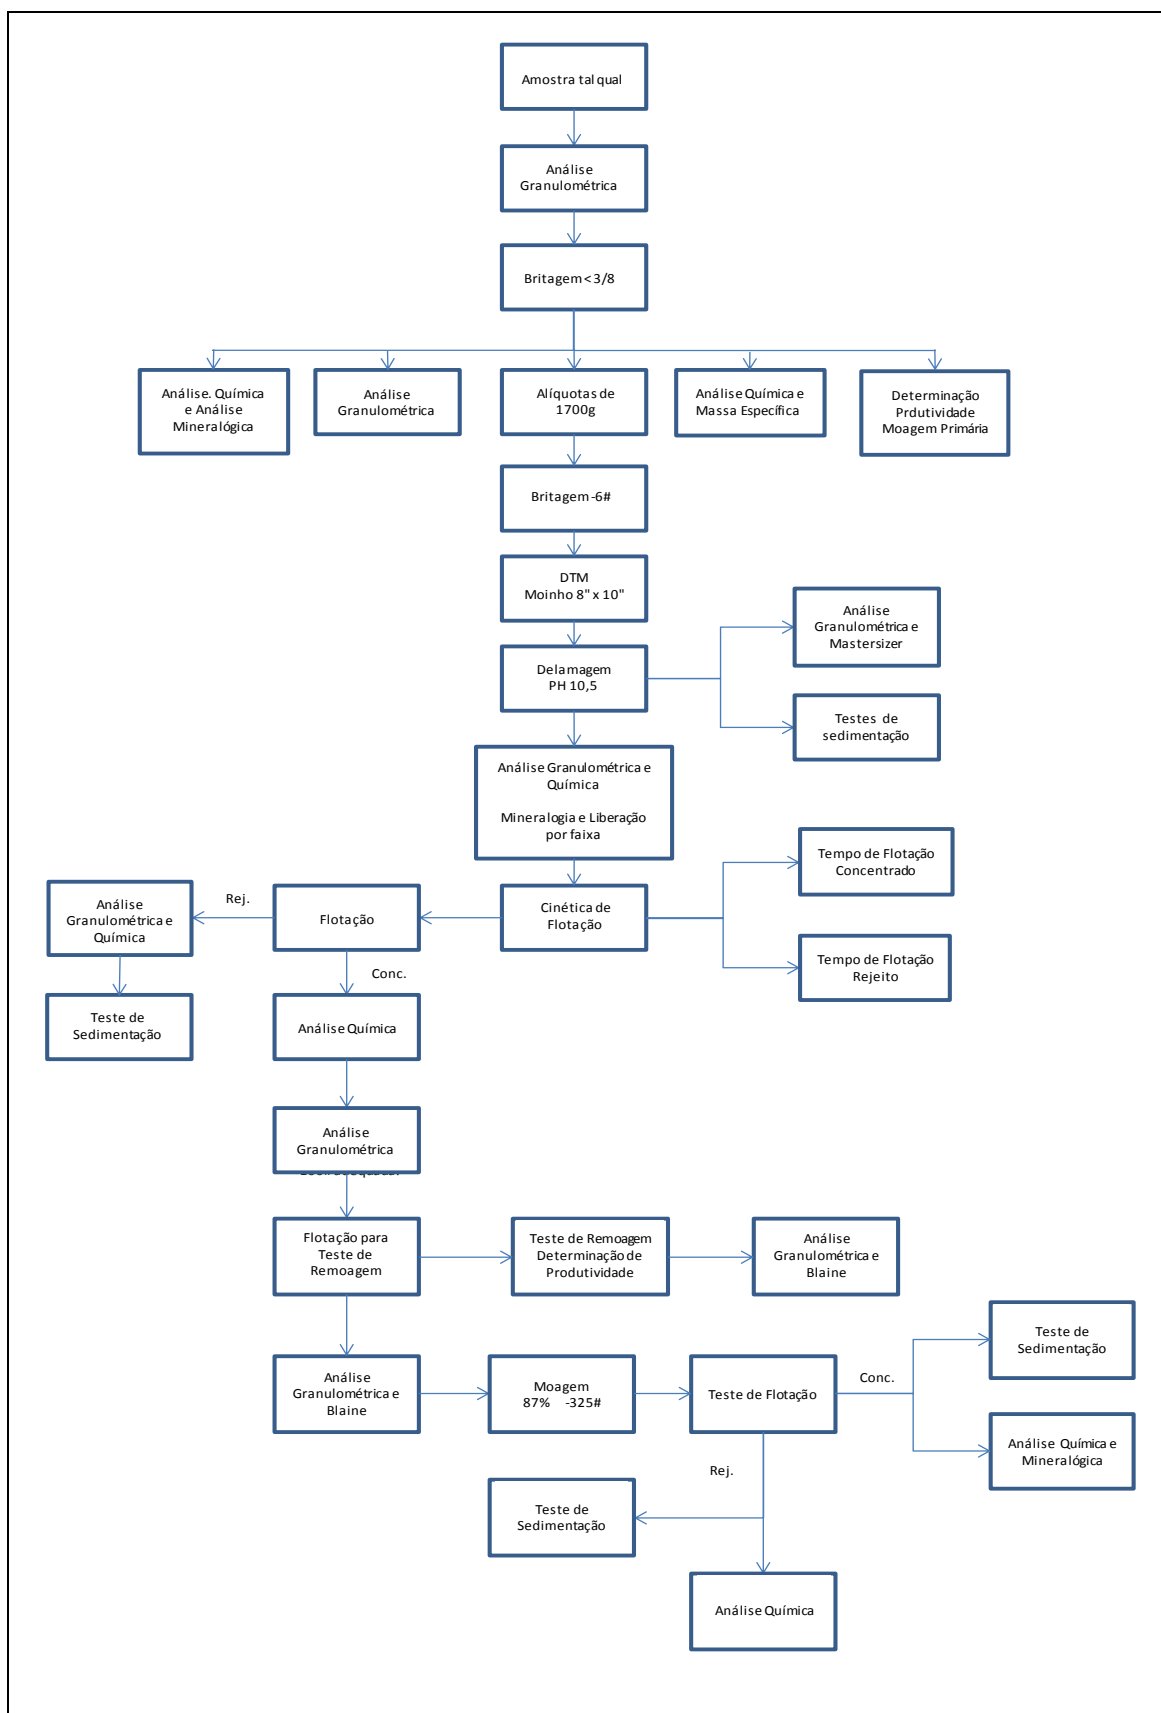 Amostra tal qual
Análise
Granulométrica
Britagem < 3/8
Análise. Química
e Análise
Mineralógica
Análise
Granulométrica
Alíquotas de
1700g
Análise Química e
Massa Específica
Determinação
Prdutividade
Moagem Primária
Britagem -6#
DTM
Moinho 8" x 10"
Delamagem
PH 10,5
Análise
Granulométrica e
Mastersizer
Testes de
sedimentação
Análise Granulométrica e
Química
Mineralogia e Liberação
por faixa
Tempo de Flotação
Concentrado
Análise
Granulométrica e
Química
Rej.
Flotação
Cinética de
Flotação
Tempo de Flotação
Rejeito
Conc.
Teste de
Sedimentação
Análise Química
Análise
Granulométrica
Flotação para
Teste de
Remoagem
Teste de Remoagem
Determinação de
Produtividade
Análise
Granulométrica e
Blaine
Teste de
Sedimentação
Análise
Granulométrica e
Blaine
Moagem
87% -325#
Teste de Flotação
Conc.
Análise Química e
Mineralógica
Rej.
Teste de
Sedimentação
Análise Química